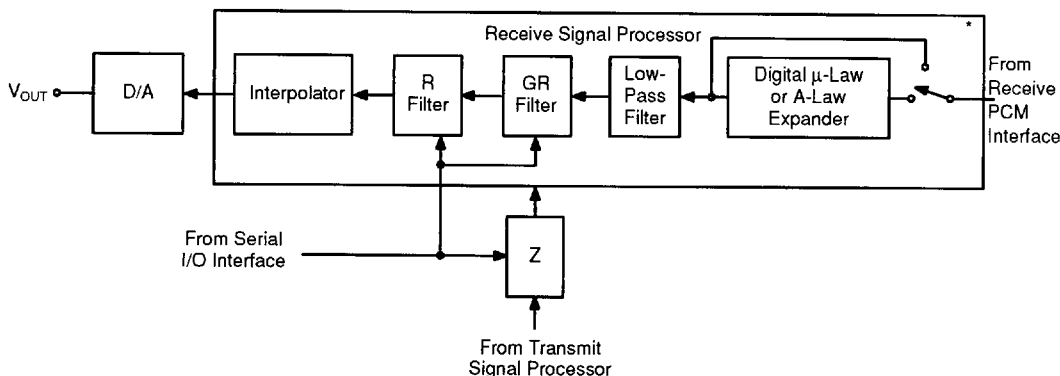 *
Receive Signal Processor
V_OUT
D/A
Interpolator
R
Filter
GR
Filter
Low-
Pass
Filter
Digital μ-Law
or A-Law
Expander
From
Receive
PCM
Interface
From Serial
I/O Interface
Z
From Transmit
Signal Processor